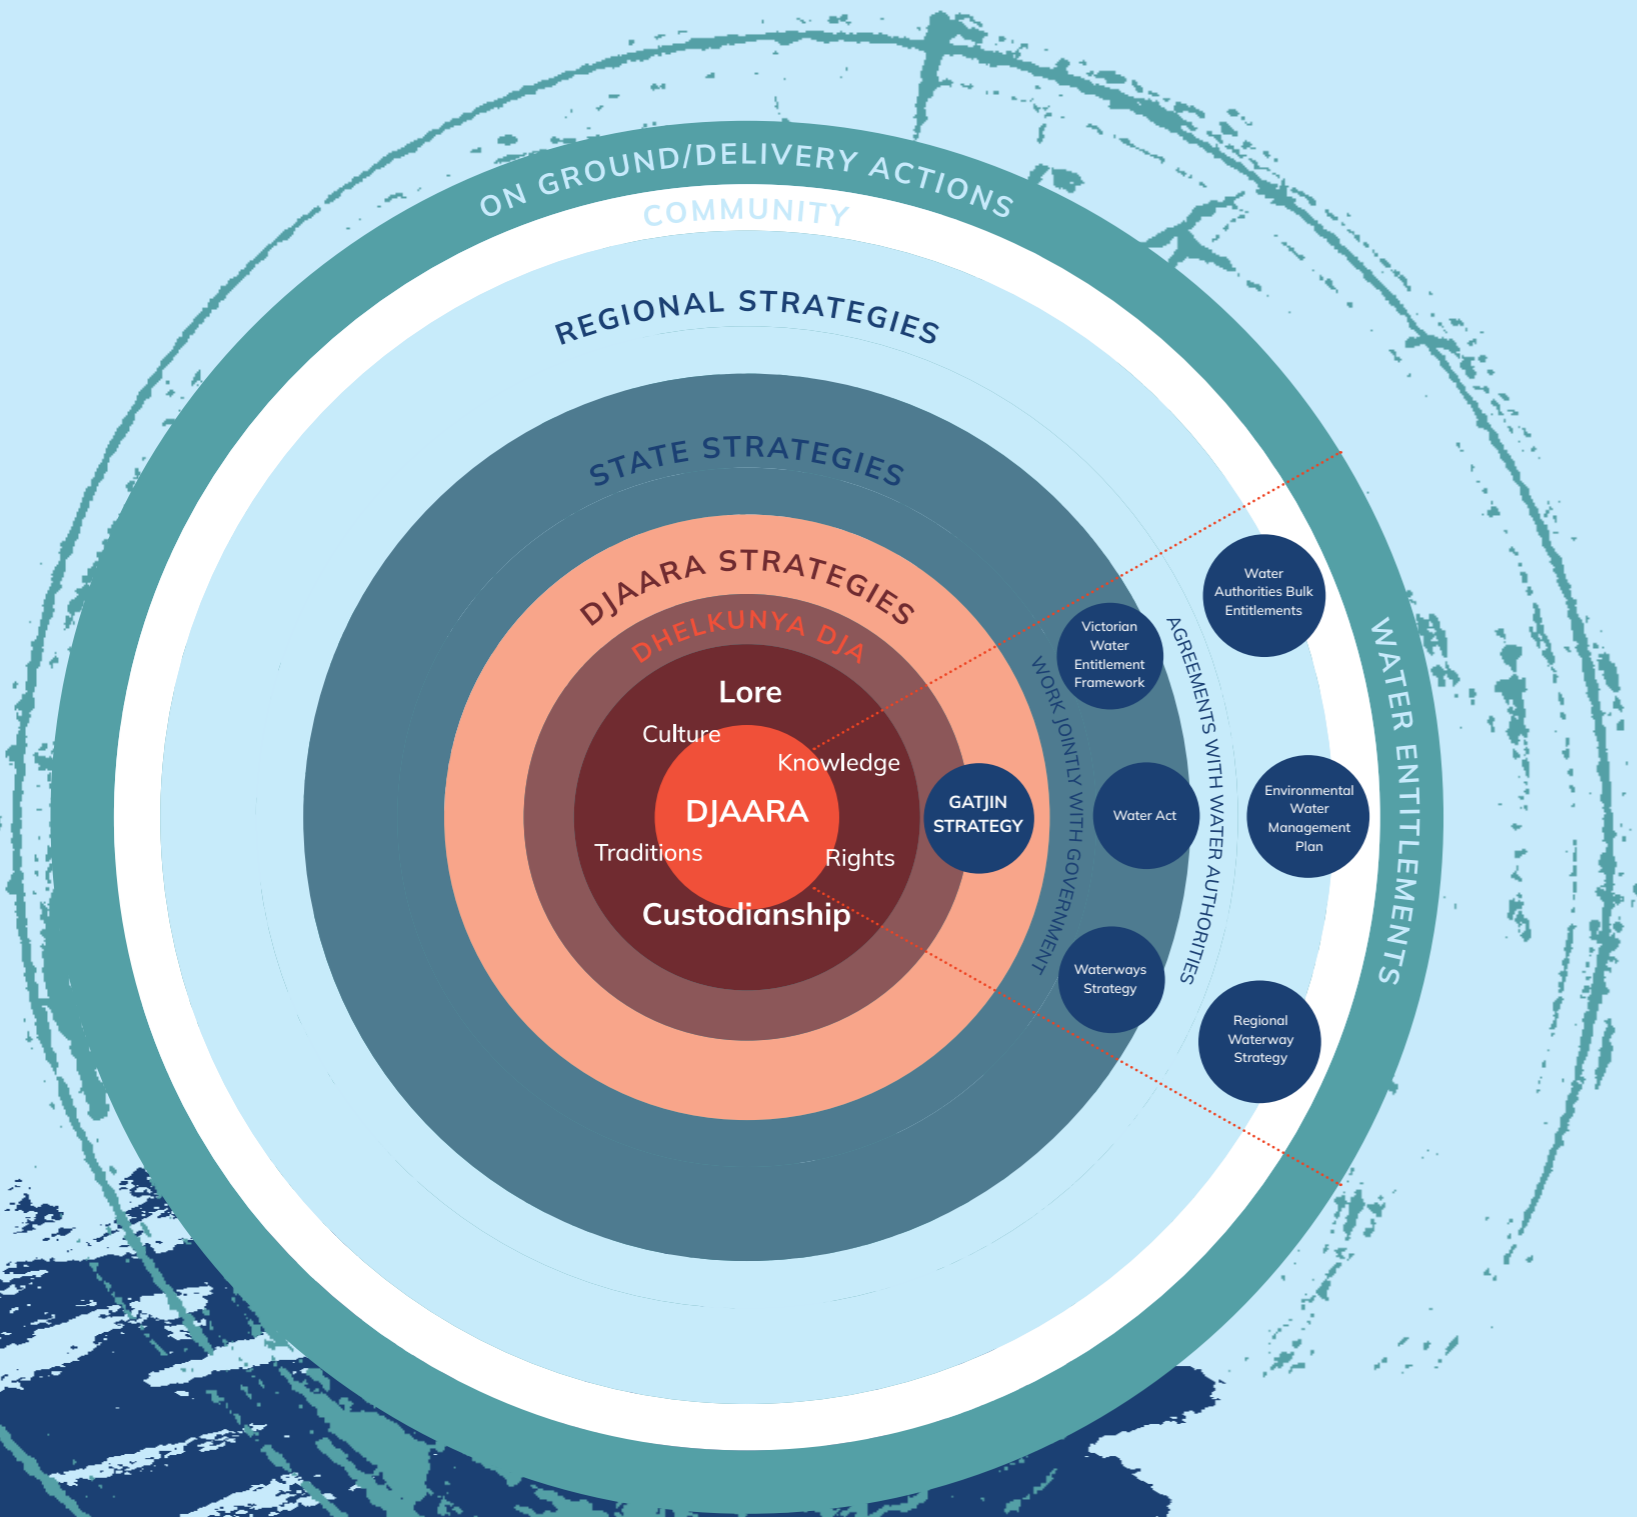 ON GROUND/DELIVERY ACTIONS
COMMUNITY
REGIONAL STRATEGIES
STATE STRATEGIES
DJAARA STRATEGIES
DHELKUNYA DJA
Lore
Culture
Knowledge
DJAARA
Traditions
Rights
Custodianship
GATJIN
STRATEGY
WORK JOINTLY WITH GOVERNMENT
Victorian
Water
Entitlement
Framework
Water Act
Waterways
Strategy
AGREEMENTS WITH WATER AUTHORITIES
Water
Authorities Bulk
Entitlements
Environmental
Water
Management
Plan
Regional
Waterway
Strategy
WATER ENTITLEMENTS